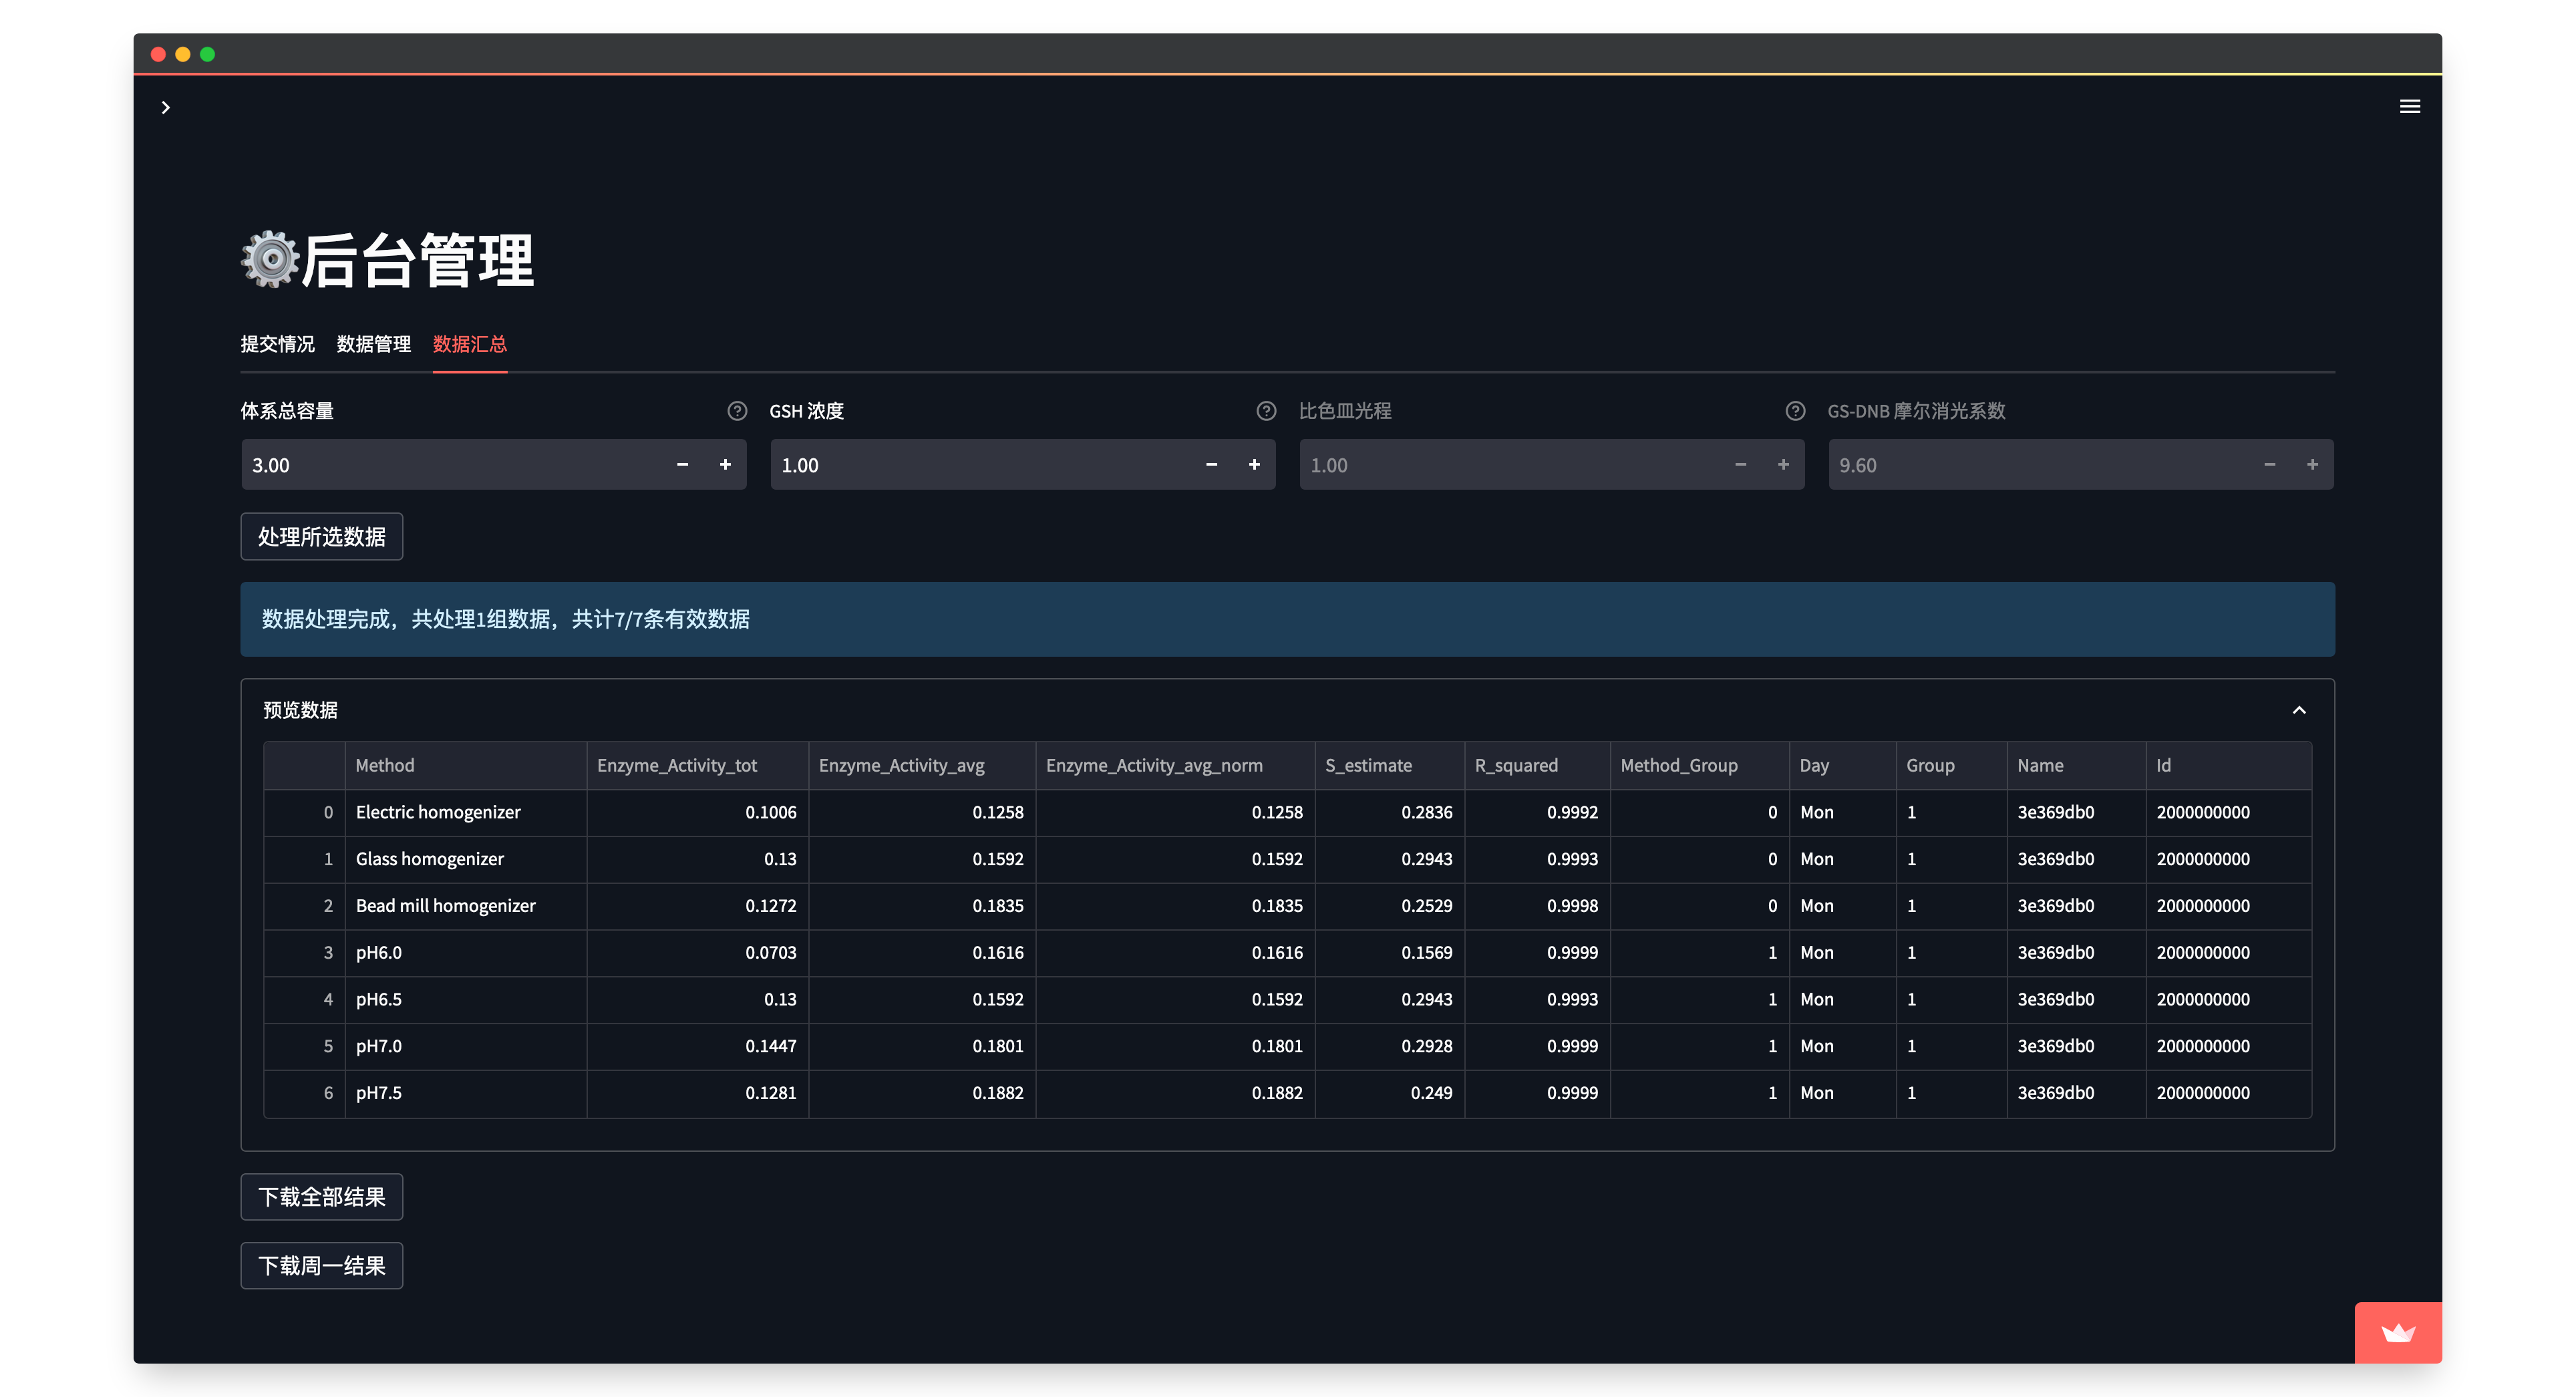 后台管理
提交情况 数据管理 数据汇总
体系总容量 GSH 浓度 比色皿光程 GS-DNB 摩尔消光系数
3.00 − + 1.00 − + 1.00 − + 9.60 − +
处理所选数据
数据处理完成，共处理1组数据，共计7/7条有效数据
预览数据
Method Enzyme_Activity_tot Enzyme_Activity_avg Enzyme_Activity_avg_norm S_estimate R_squared Method_Group Day Group Name Id
0 Electric homogenizer 0.1006 0.1258 0.1258 0.2836 0.9992 0 Mon 1 3e369db0 2000000000
1 Glass homogenizer 0.13 0.1592 0.1592 0.2943 0.9993 0 Mon 1 3e369db0 2000000000
2 Bead mill homogenizer 0.1272 0.1835 0.1835 0.2529 0.9998 0 Mon 1 3e369db0 2000000000
3 pH6.0 0.0703 0.1616 0.1616 0.1569 0.9999 1 Mon 1 3e369db0 2000000000
4 pH6.5 0.13 0.1592 0.1592 0.2943 0.9993 1 Mon 1 3e369db0 2000000000
5 pH7.0 0.1447 0.1801 0.1801 0.2928 0.9999 1 Mon 1 3e369db0 2000000000
6 pH7.5 0.1281 0.1882 0.1882 0.249 0.9999 1 Mon 1 3e369db0 2000000000
下载全部结果
下载周一结果